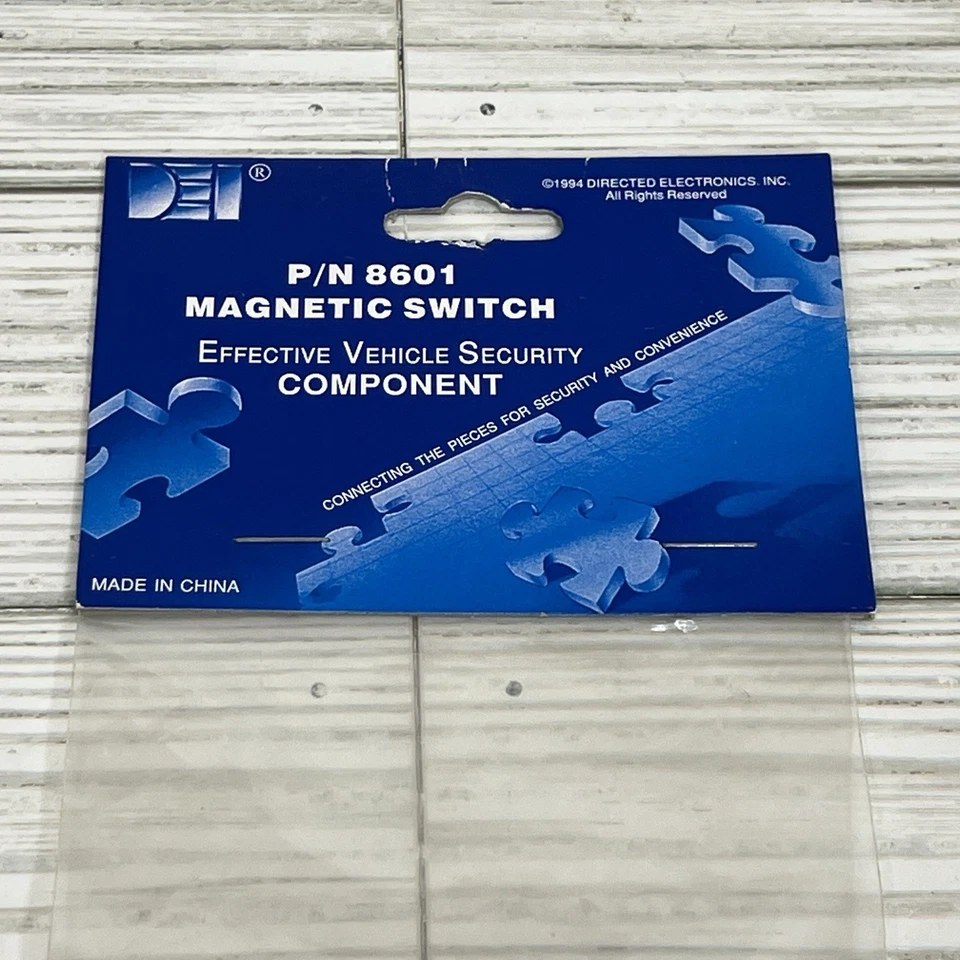 DEI®
©1994 DIRECTED ELECTRONICS. INC.
All Rights Reserved
P/N 8601
MAGNETIC SWITCH
EFFECTIVE VEHICLE SECURITY
COMPONENT
CONNECTING THE PIECES FOR SECURITY AND CONVENIENCE
MADE IN CHINA